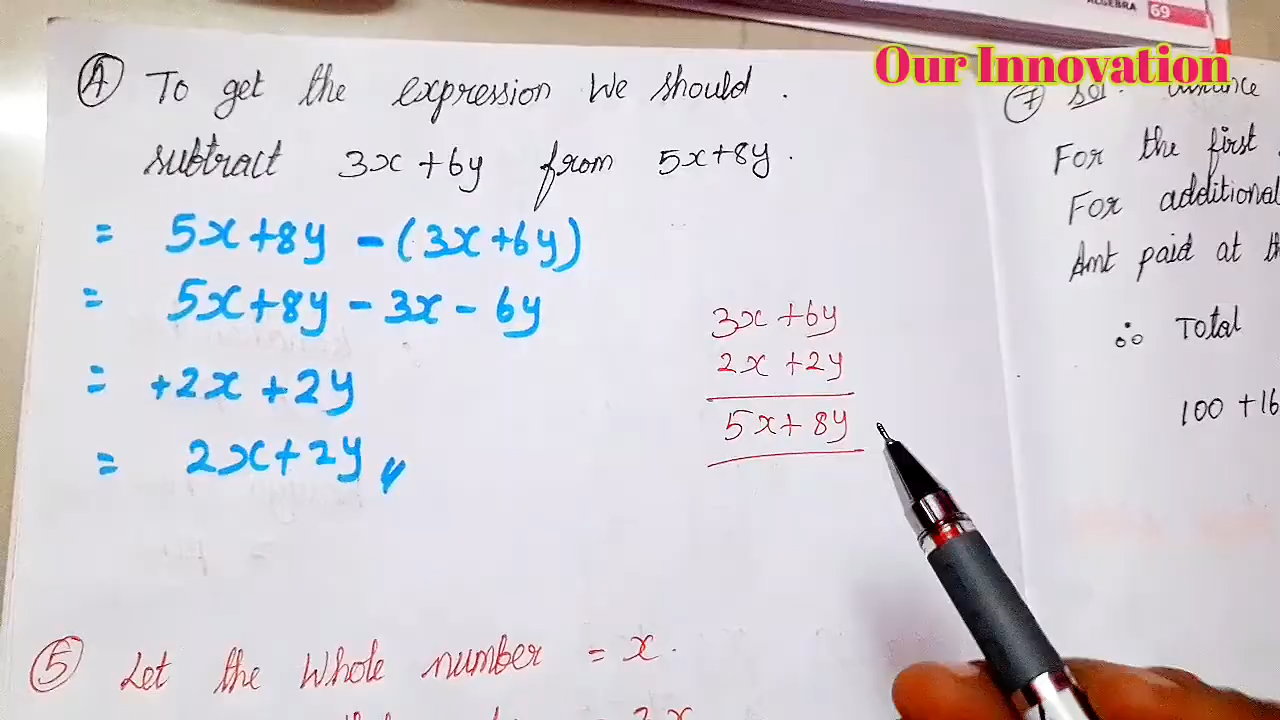 ALGEBRA 69
Our Innovation
4 To get the expression We should.
subtract 3x + 6y from 5x+8y.
= 5x+8y - (3x+6y)
= 5x+8y - 3x - 6y
= +2x + 2y
= 2x+2y
3x + 6y
2x + 2y
5x + 8y
5 Let the Whole number = x.
7 Sol:
For the first
For additional
Amt paid at
∴ Total
100 + 16